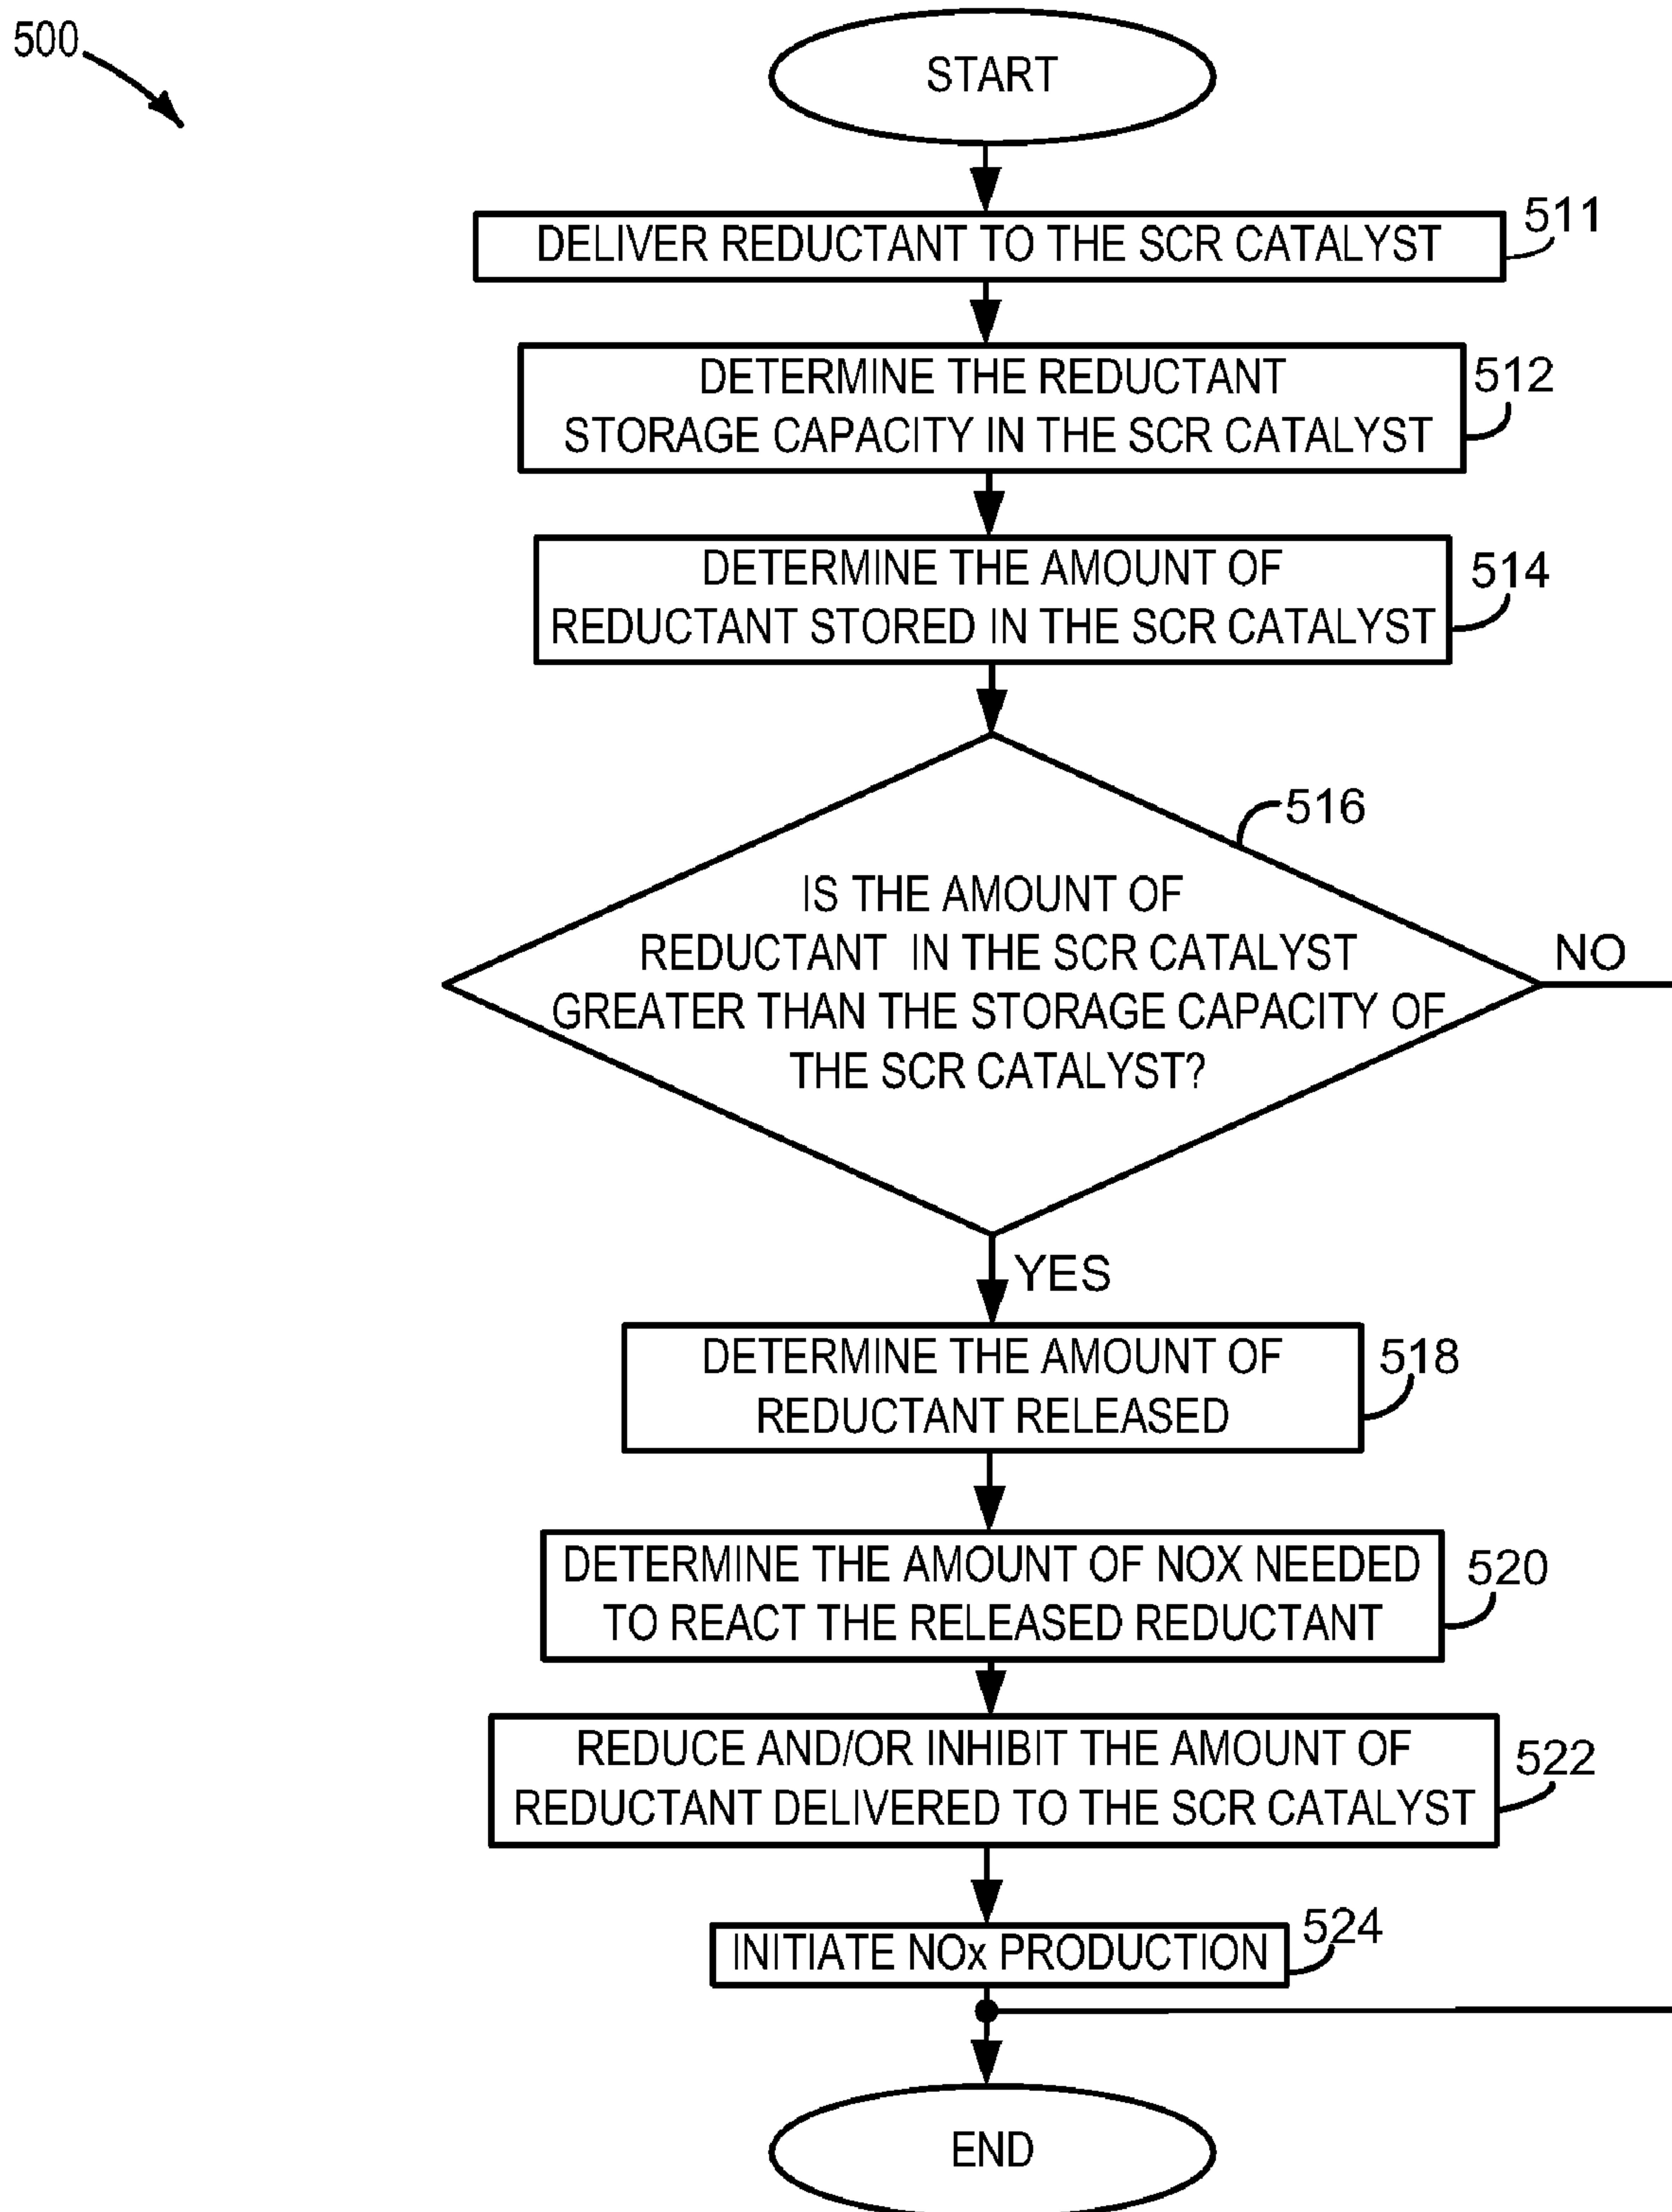 500
START
DELIVER REDUCTANT TO THE SCR CATALYST
511
DETERMINE THE REDUCTANT
STORAGE CAPACITY IN THE SCR CATALYST
512
DETERMINE THE AMOUNT OF
REDUCTANT STORED IN THE SCR CATALYST
514
516
IS THE AMOUNT OF
REDUCTANT IN THE SCR CATALYST
GREATER THAN THE STORAGE CAPACITY OF
THE SCR CATALYST?
NO
YES
DETERMINE THE AMOUNT OF
REDUCTANT RELEASED
518
DETERMINE THE AMOUNT OF NOX NEEDED
TO REACT THE RELEASED REDUCTANT
520
REDUCE AND/OR INHIBIT THE AMOUNT OF
REDUCTANT DELIVERED TO THE SCR CATALYST
522
INITIATE NOx PRODUCTION
524
END